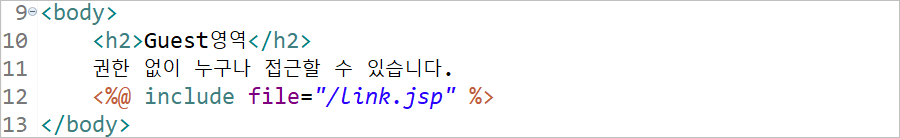 9 <body>
10 <h2>Guest영역</h2>
11 권한 없이 누구나 접근할 수 있습니다.
12 <%@ include file="/link.jsp" %>
13 </body>